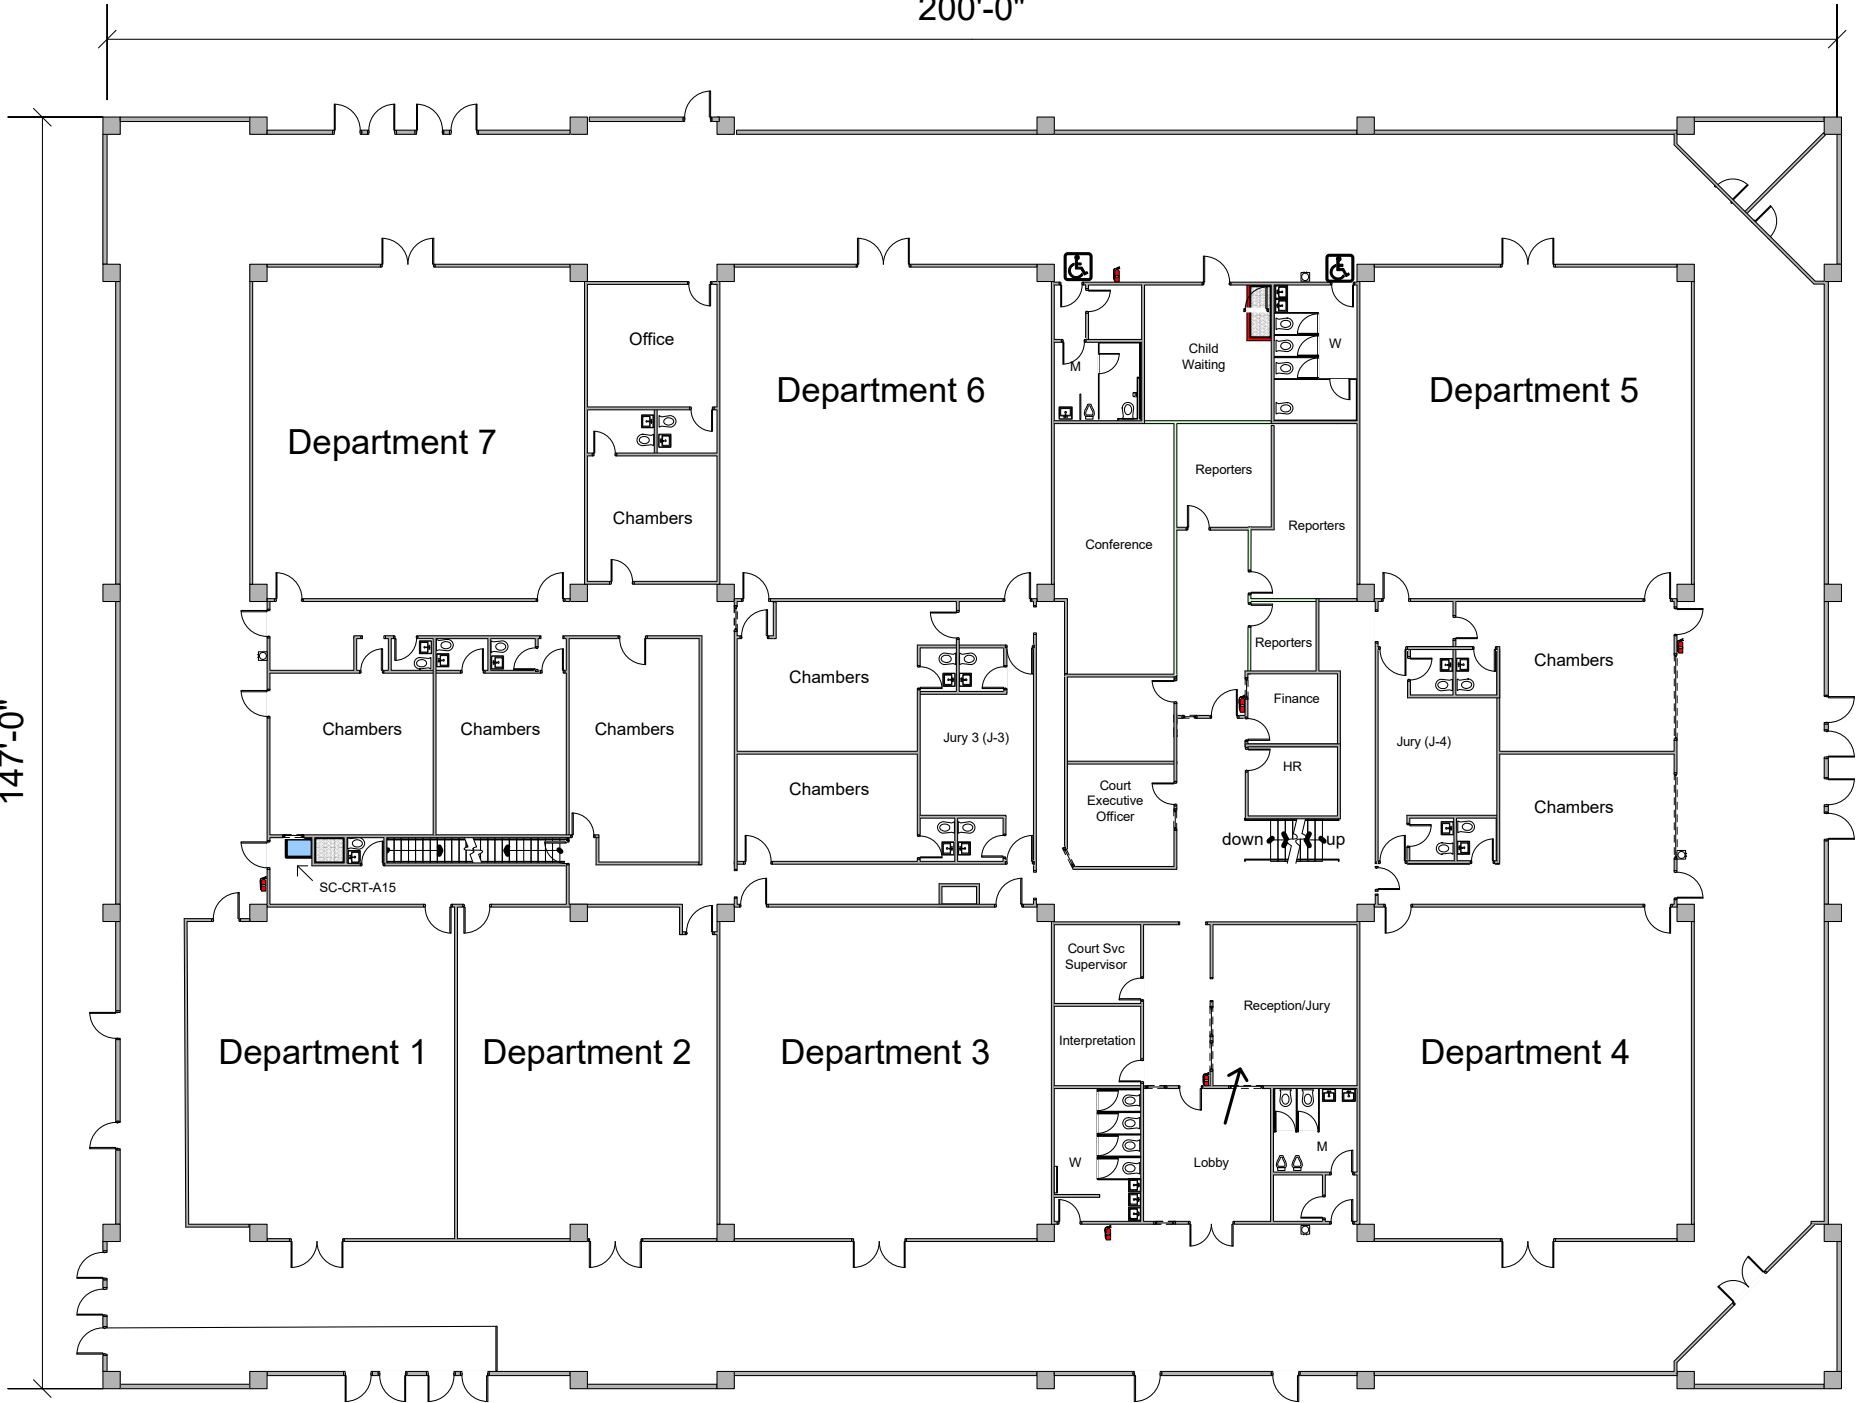 200'-0"
147'-0"
Office
Child
Waiting
W
M
Department 6
Department 5
Department 7
Reporters
Chambers
Reporters
Conference
Reporters
Chambers
Chambers
Finance
Chambers
Chambers
Chambers
Jury 3 (J-3)
Jury (J-4)
HR
Chambers
Court
Executive
Officer
Chambers
down
up
SC-CRT-A15
Court Svc
Supervisor
Reception/Jury
Interpretation
Department 1
Department 2
Department 3
Department 4
W
Lobby
M